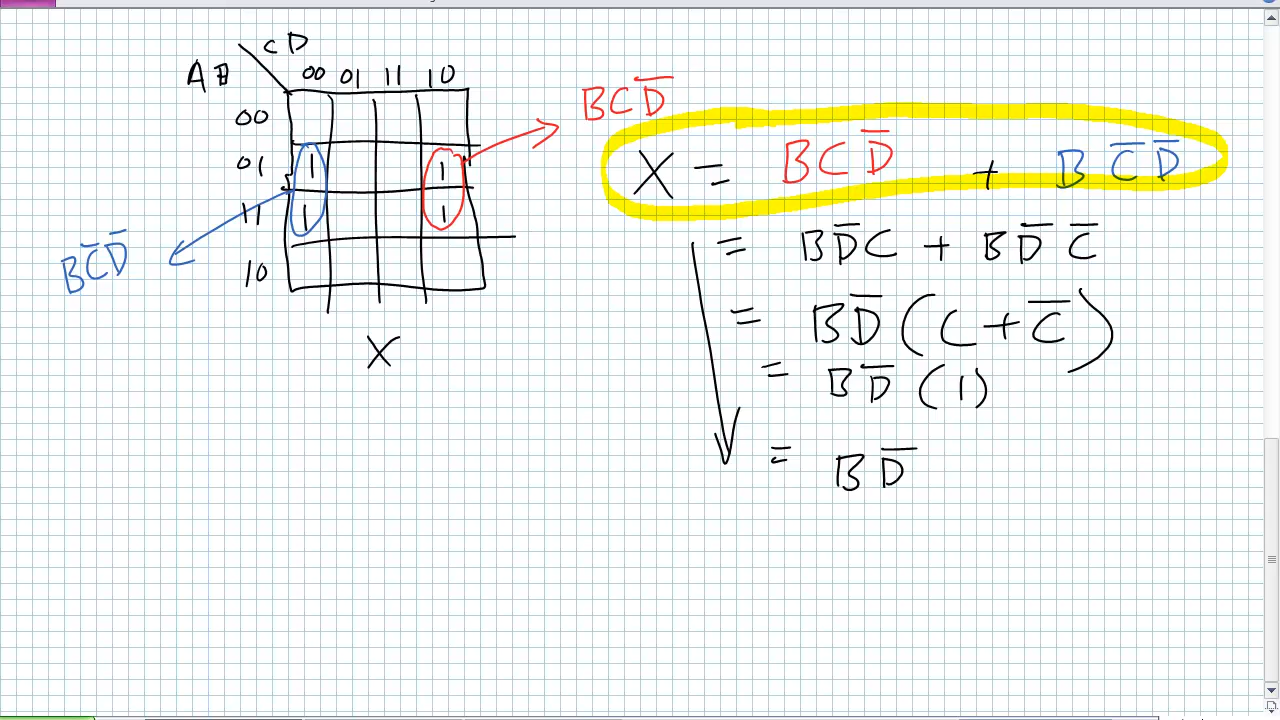 CD
AB 00 01 11 10
00
01 1 1
11 1 1
10
X
BC̅D̅
BCD̅
X = BCD̅ + BC̅D̅
= BD̅C + BD̅C̅
= BD̅(C + C̅)
= BD̅(1)
= BD̅